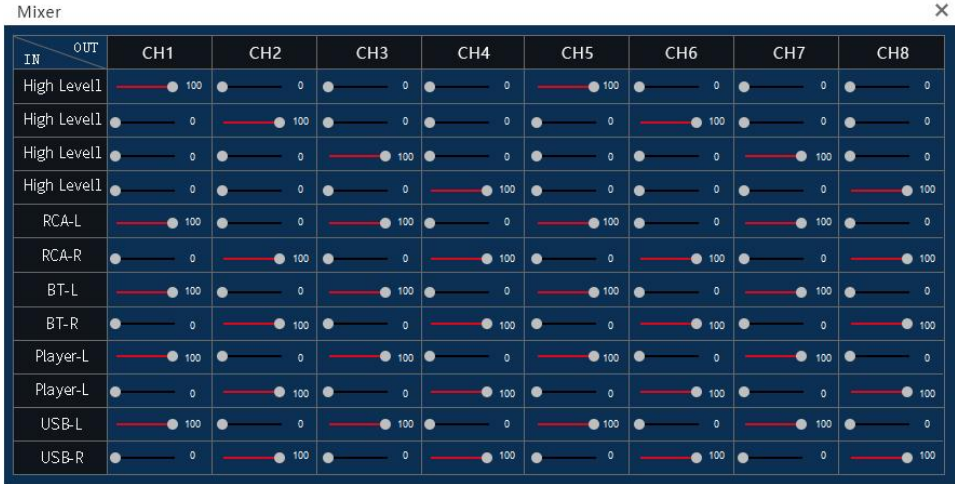 Mixer ×
OUT
IN CH1 CH2 CH3 CH4 CH5 CH6 CH7 CH8
High Level1 100 0 0 0 100 0 0 0
High Level1 0 100 0 0 0 100 0 0
High Level1 0 0 100 0 0 0 100 0
High Level1 0 0 0 100 0 0 0 100
RCA-L 100 0 100 0 100 0 100 0
RCA-R 0 100 0 100 0 100 0 100
BT-L 100 0 100 0 100 0 100 0
BT-R 0 100 0 100 0 100 0 100
Player-L 100 0 100 0 100 0 100 0
Player-L 0 100 0 100 0 100 0 100
USB-L 100 0 100 0 100 0 100 0
USB-R 0 100 0 100 0 100 0 100